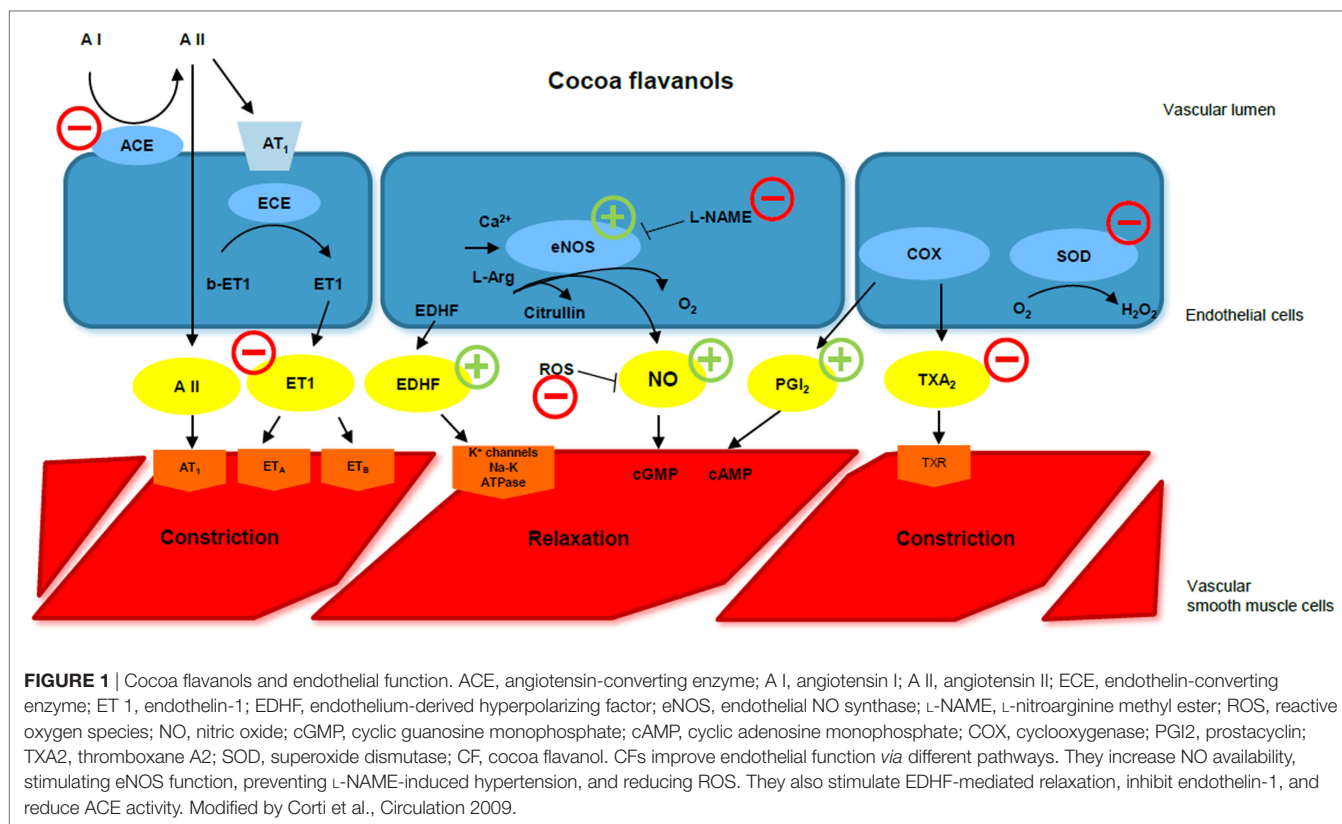 A I
A II
Cocoa flavanols
Vascular lumen
ACE
AT1
ECE
b-ET1
ET1
Ca2+
eNOS
L-NAME
L-Arg
Citrullin
O2
EDHF
COX
SOD
O2
H2O2
Endothelial cells
A II
ET1
EDHF
ROS
NO
PGI2
TXA2
AT1
ETA
ETB
K+ channels
Na-K
ATPase
cGMP
cAMP
TXR
Constriction
Relaxation
Constriction
Vascular
smooth muscle cells
FIGURE 1 | Cocoa flavanols and endothelial function. ACE, angiotensin-converting enzyme; A I, angiotensin I; A II, angiotensin II; ECE, endothelin-converting
enzyme; ET 1, endothelin-1; EDHF, endothelium-derived hyperpolarizing factor; eNOS, endothelial NO synthase; L-NAME, L-nitroarginine methyl ester; ROS, reactive
oxygen species; NO, nitric oxide; cGMP, cyclic guanosine monophosphate; cAMP, cyclic adenosine monophosphate; COX, cyclooxygenase; PGI2, prostacyclin;
TXA2, thromboxane A2; SOD, superoxide dismutase; CF, cocoa flavanol. CFs improve endothelial function via different pathways. They increase NO availability,
stimulating eNOS function, preventing L-NAME-induced hypertension, and reducing ROS. They also stimulate EDHF-mediated relaxation, inhibit endothelin-1, and
reduce ACE activity. Modified by Corti et al., Circulation 2009.